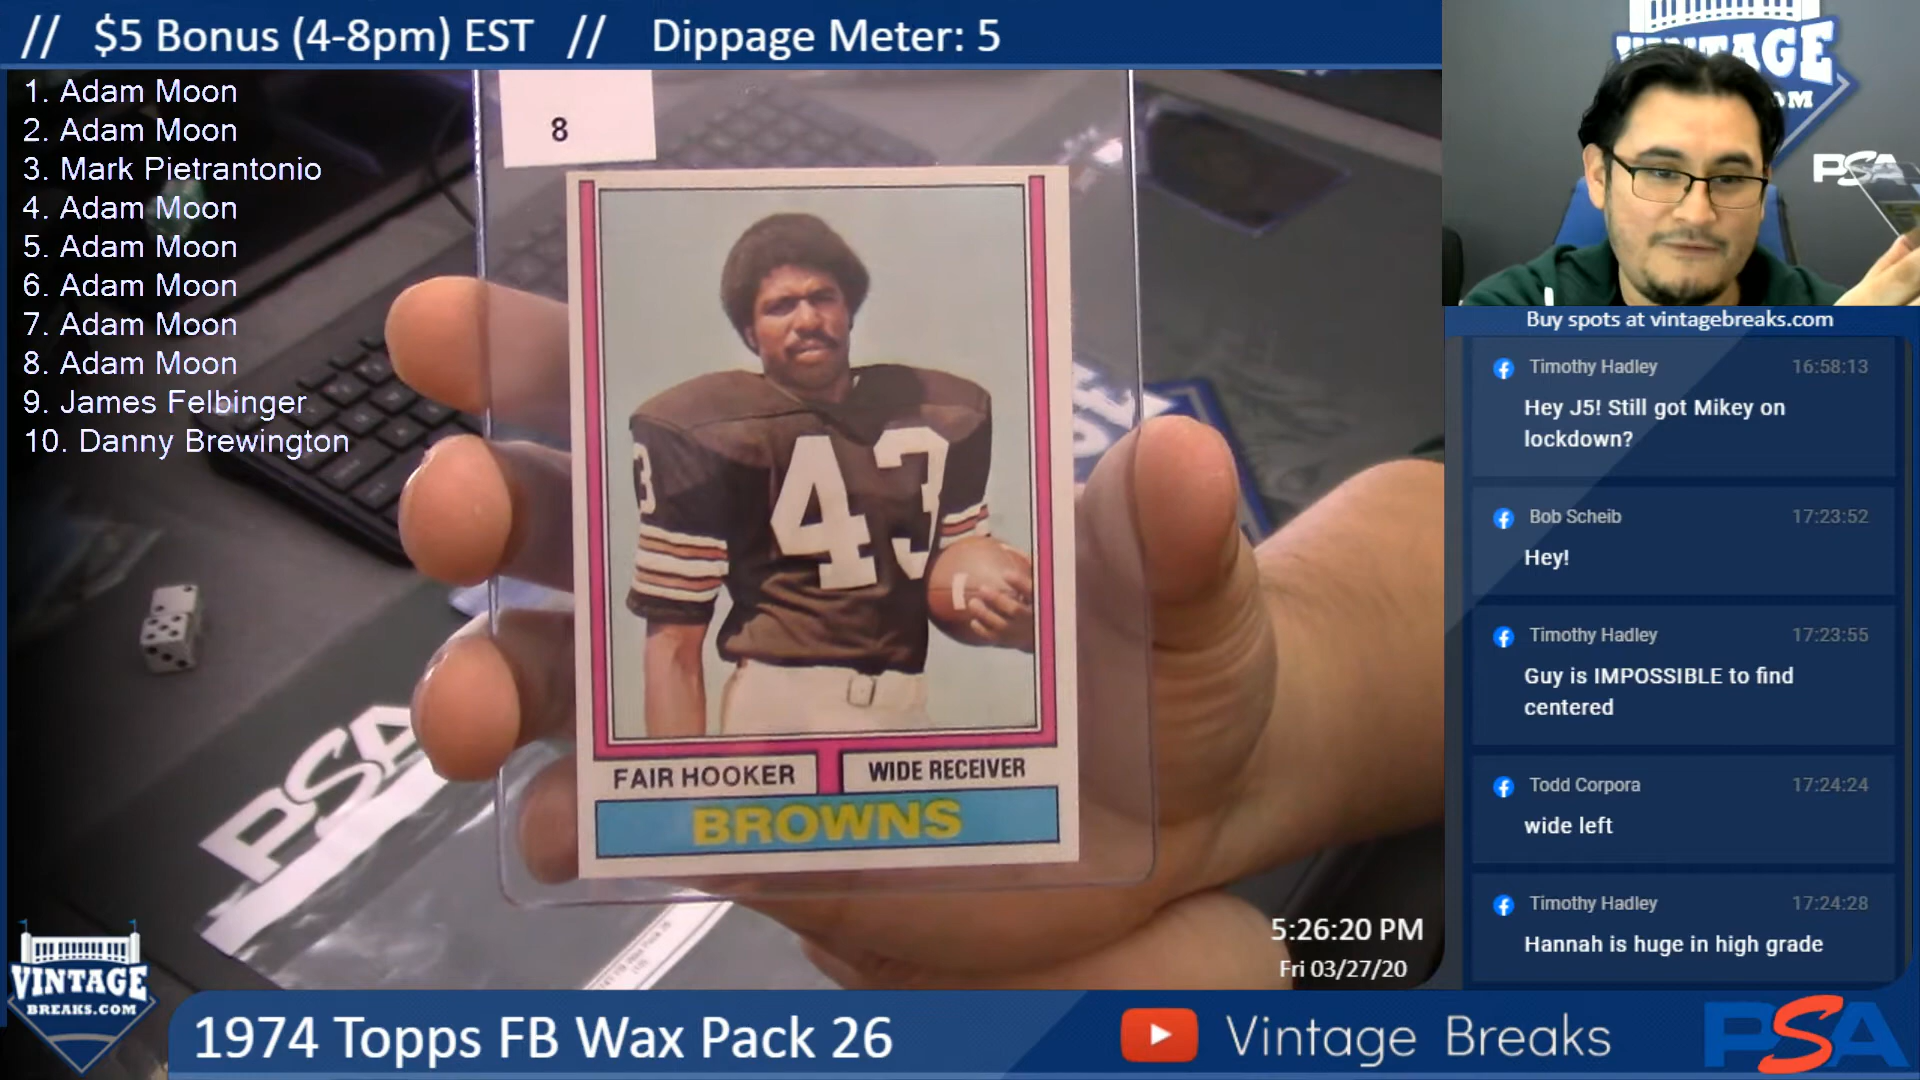 // $5 Bonus (4-8pm) EST // Dippage Meter: 5
1. Adam Moon
2. Adam Moon
3. Mark Pietrantonio
4. Adam Moon
5. Adam Moon
6. Adam Moon
7. Adam Moon
8. Adam Moon
9. James Felbinger
10. Danny Brewington
8
43
3
FAIR HOOKER
WIDE RECEIVER
BROWNS
PSA
5:26:20 PM
Fri 03/27/20
VINTAGE
PSA
Buy spots at vintagebreaks.com
Timothy Hadley 16:58:13
Hey J5! Still got Mikey on
lockdown?
Bob Scheib 17:23:52
Hey!
Timothy Hadley 17:23:55
Guy is IMPOSSIBLE to find
centered
Todd Corpora 17:24:24
wide left
Timothy Hadley 17:24:28
Hannah is huge in high grade
VINTAGE
BREAKS.COM
1974 Topps FB Wax Pack 26
Vintage Breaks
PSA